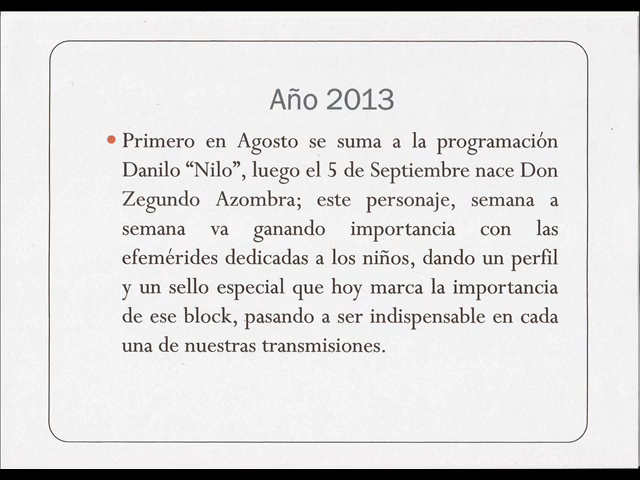 Año 2013
Primero en Agosto se suma a la programación
Danilo “Nilo”, luego el 5 de Septiembre nace Don
Zegundo Azombra; este personaje, semana a
semana va ganando importancia con las
efemérides dedicadas a los niños, dando un perfil
y un sello especial que hoy marca la importancia
de ese block, pasando a ser indispensable en cada
una de nuestras transmisiones.